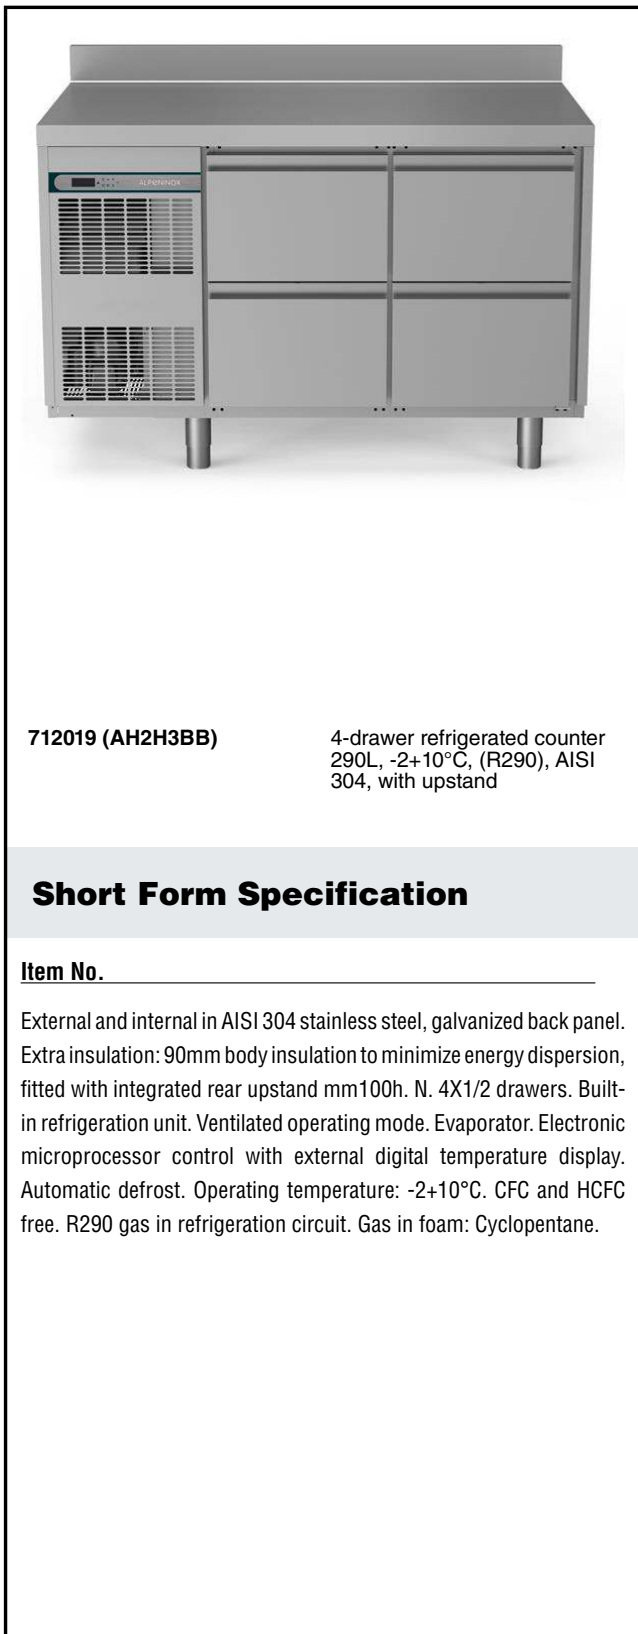 ALPENINOX
712019 (AH2H3BB)
4-drawer refrigerated counter
290L, -2+10°C, (R290), AISI
304, with upstand
Short Form Specification
Item No.
External and internal in AISI 304 stainless steel, galvanized back panel.
Extra insulation: 90mm body insulation to minimize energy dispersion,
fitted with integrated rear upstand mm100h. N. 4X1/2 drawers. Built-
in refrigeration unit. Ventilated operating mode. Evaporator. Electronic
microprocessor control with external digital temperature display.
Automatic defrost. Operating temperature: -2+10°C. CFC and HCFC
free. R290 gas in refrigeration circuit. Gas in foam: Cyclopentane.